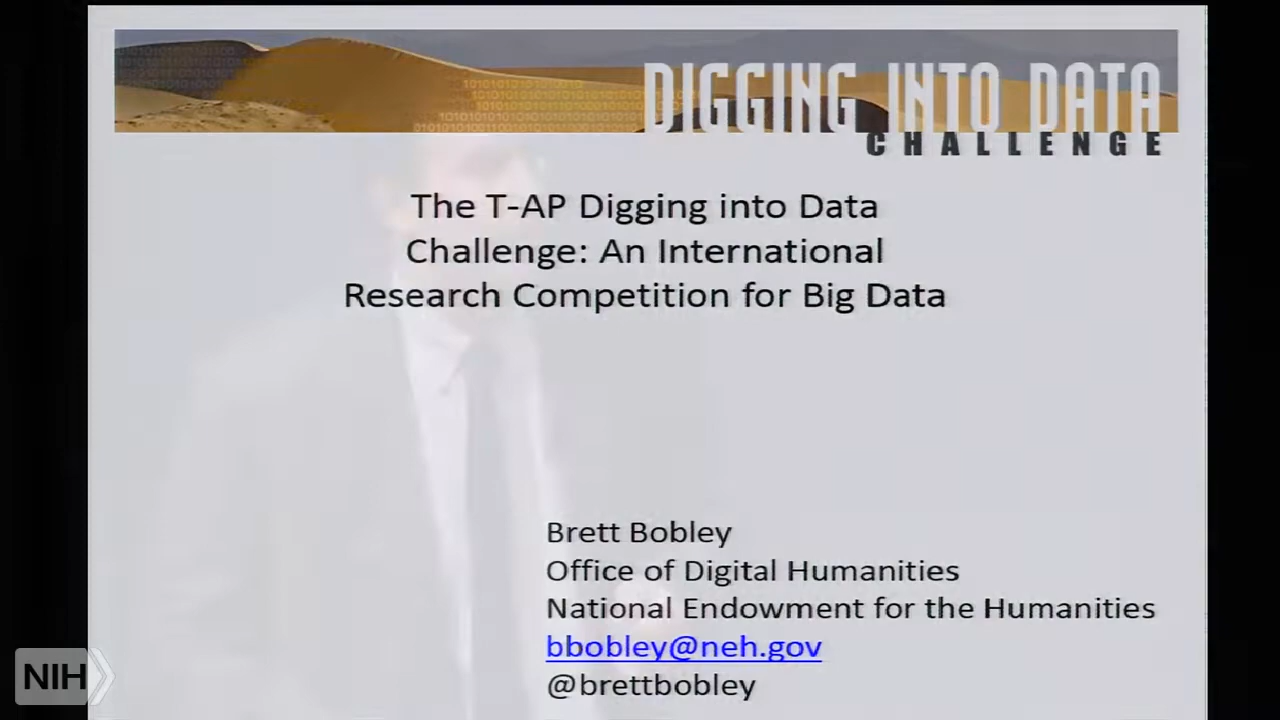 DIGGING INTO DATA
CHALLENGE
The T-AP Digging into Data
Challenge: An International
Research Competition for Big Data
Brett Bobley
Office of Digital Humanities
National Endowment for the Humanities
bbobley@neh.gov
@brettbobley
NIH